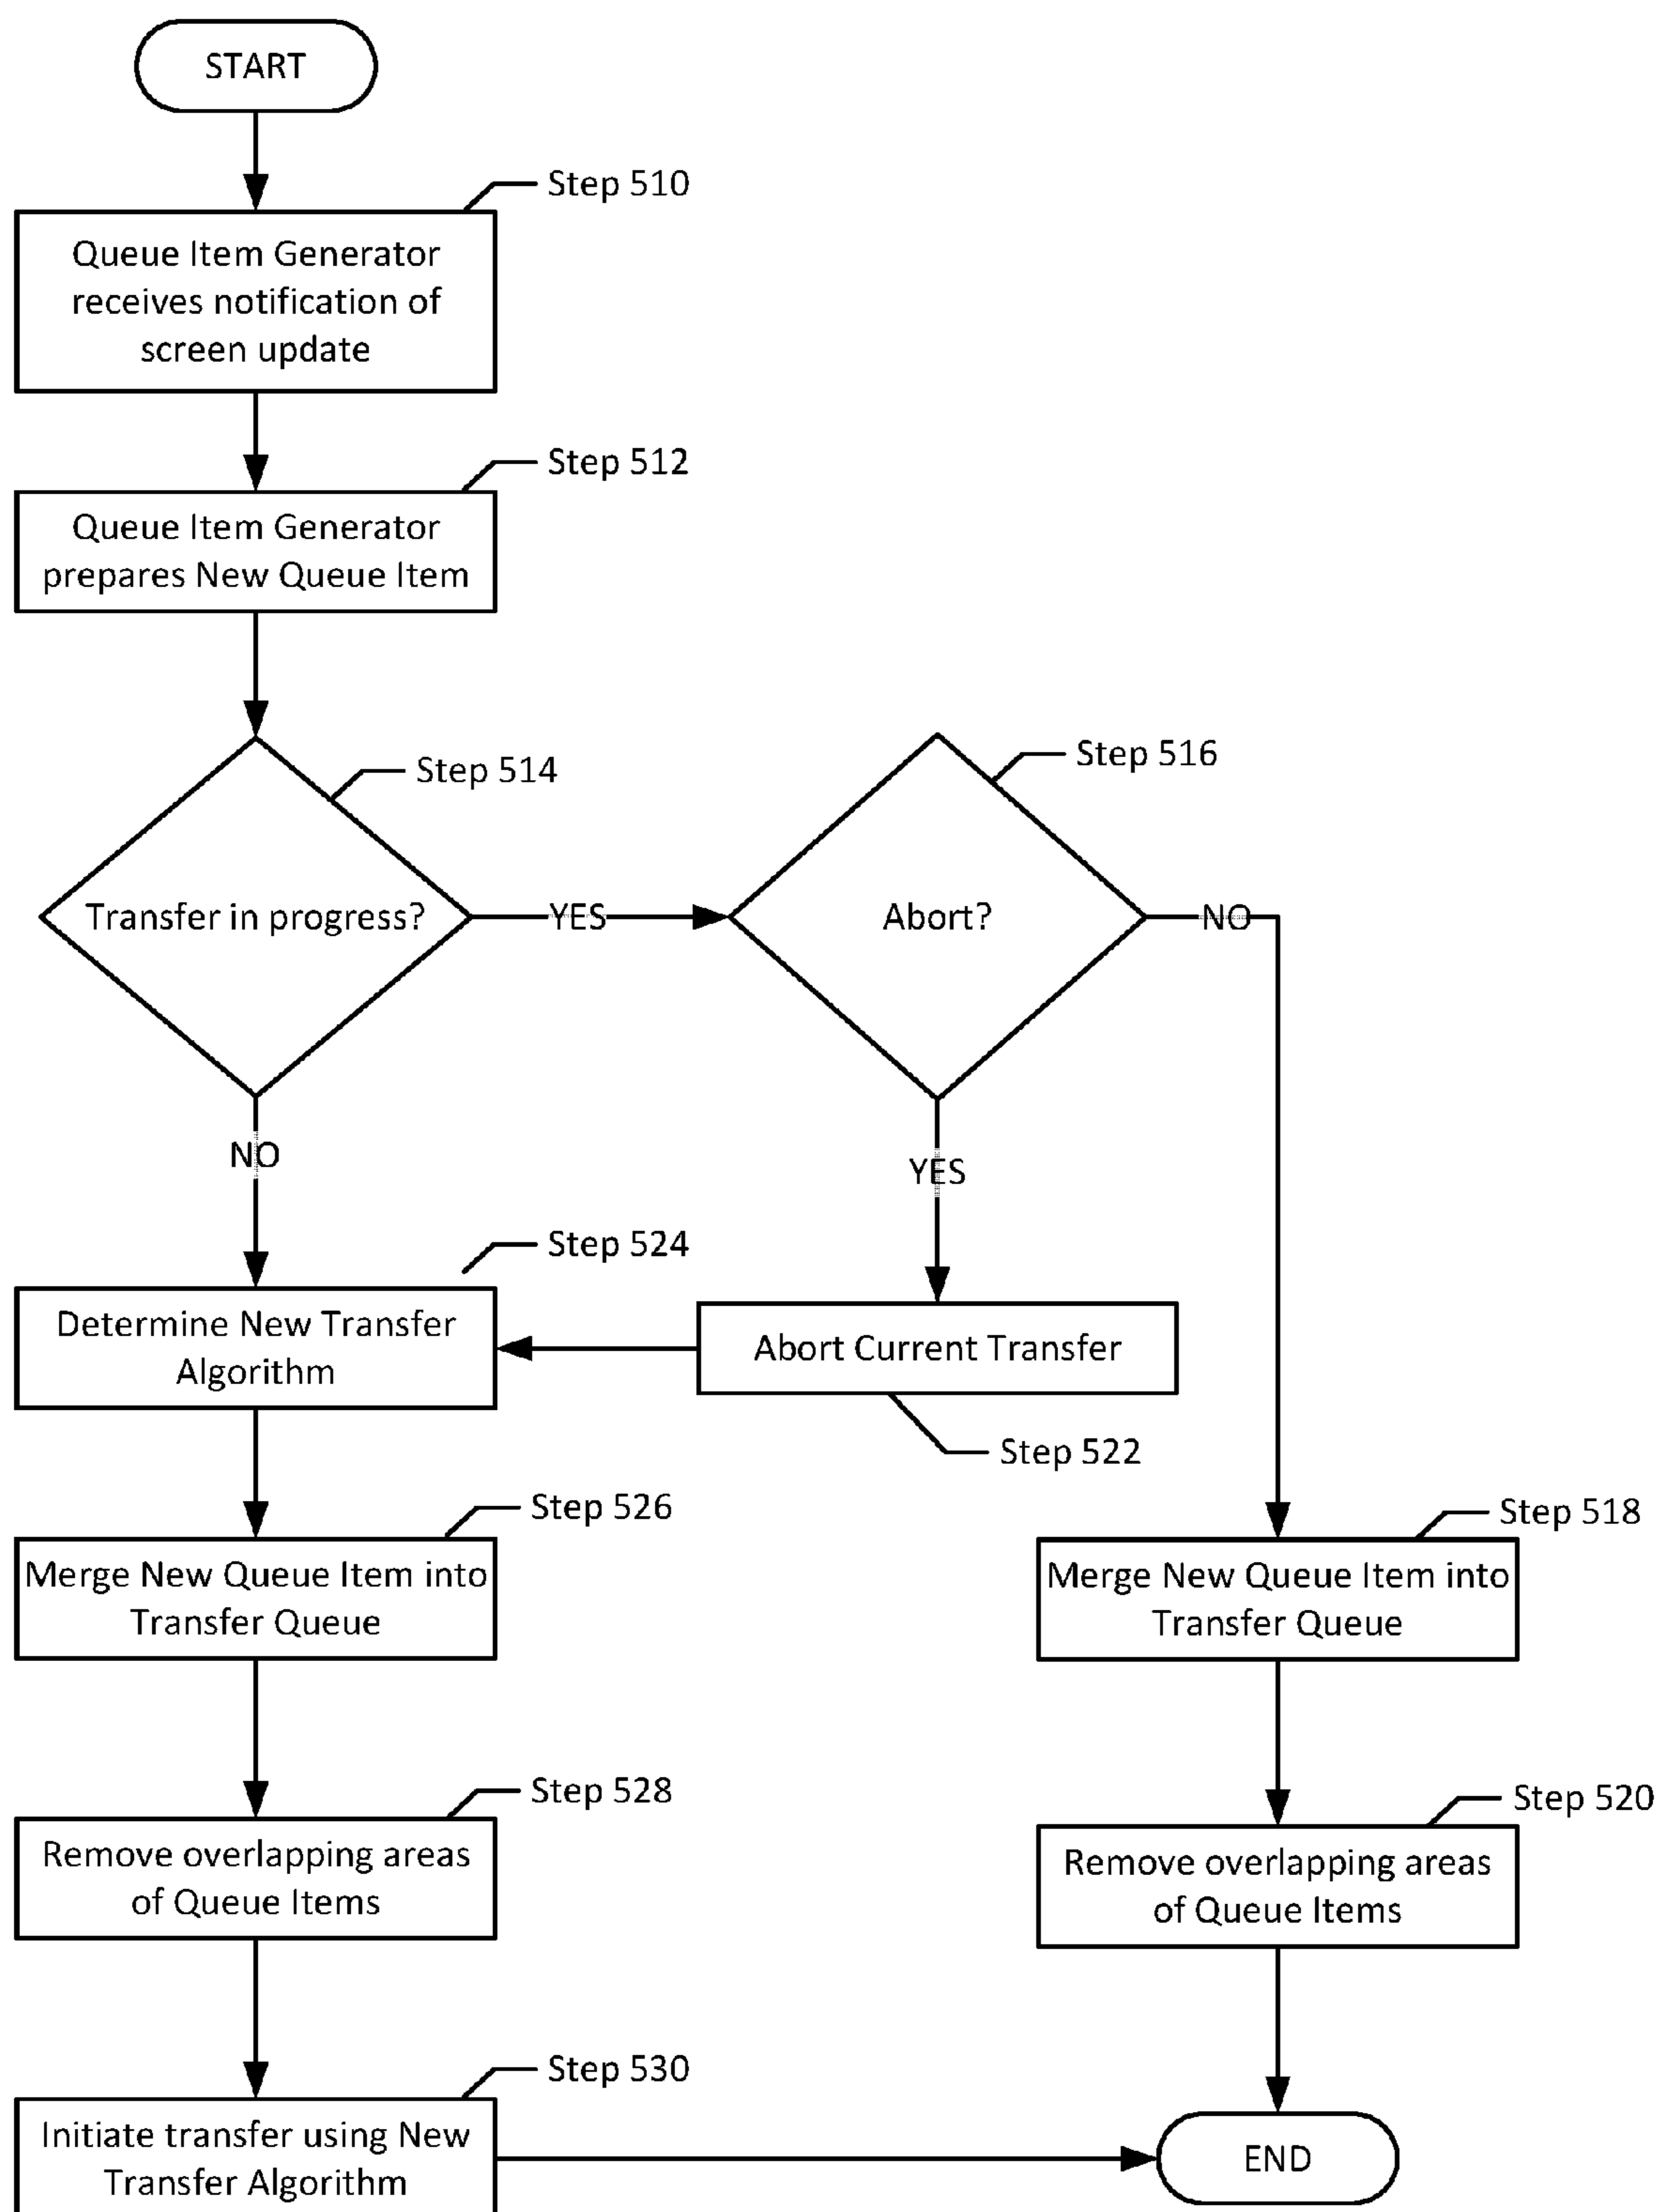 START
Step 510
Queue Item Generator
receives notification of
screen update
Step 512
Queue Item Generator
prepares New Queue Item
Step 514
Transfer in progress?
YES
Step 516
Abort?
NO
NO
YES
Step 524
Determine New Transfer
Algorithm
Abort Current Transfer
Step 522
Step 526
Merge New Queue Item into
Transfer Queue
Step 518
Merge New Queue Item into
Transfer Queue
Step 528
Remove overlapping areas
of Queue Items
Step 520
Remove overlapping areas
of Queue Items
Step 530
Initiate transfer using New
Transfer Algorithm
END